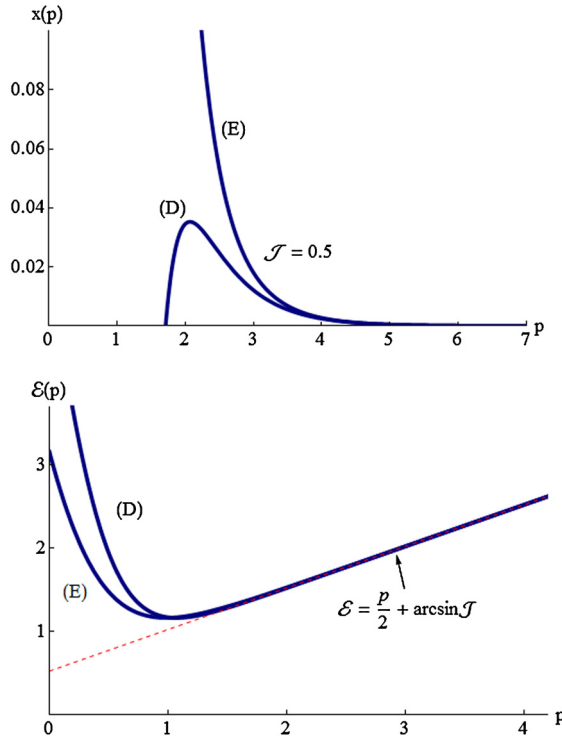 x(p)
0.08
(E)
0.06
(D)
0.04
𝒥 = 0.5
0.02
0 1 2 3 4 5 6 7 p
ℰ(p)
3
(D)
2
(E)
ℰ = p/2 + arcsin𝒥
1
0 1 2 3 4 p